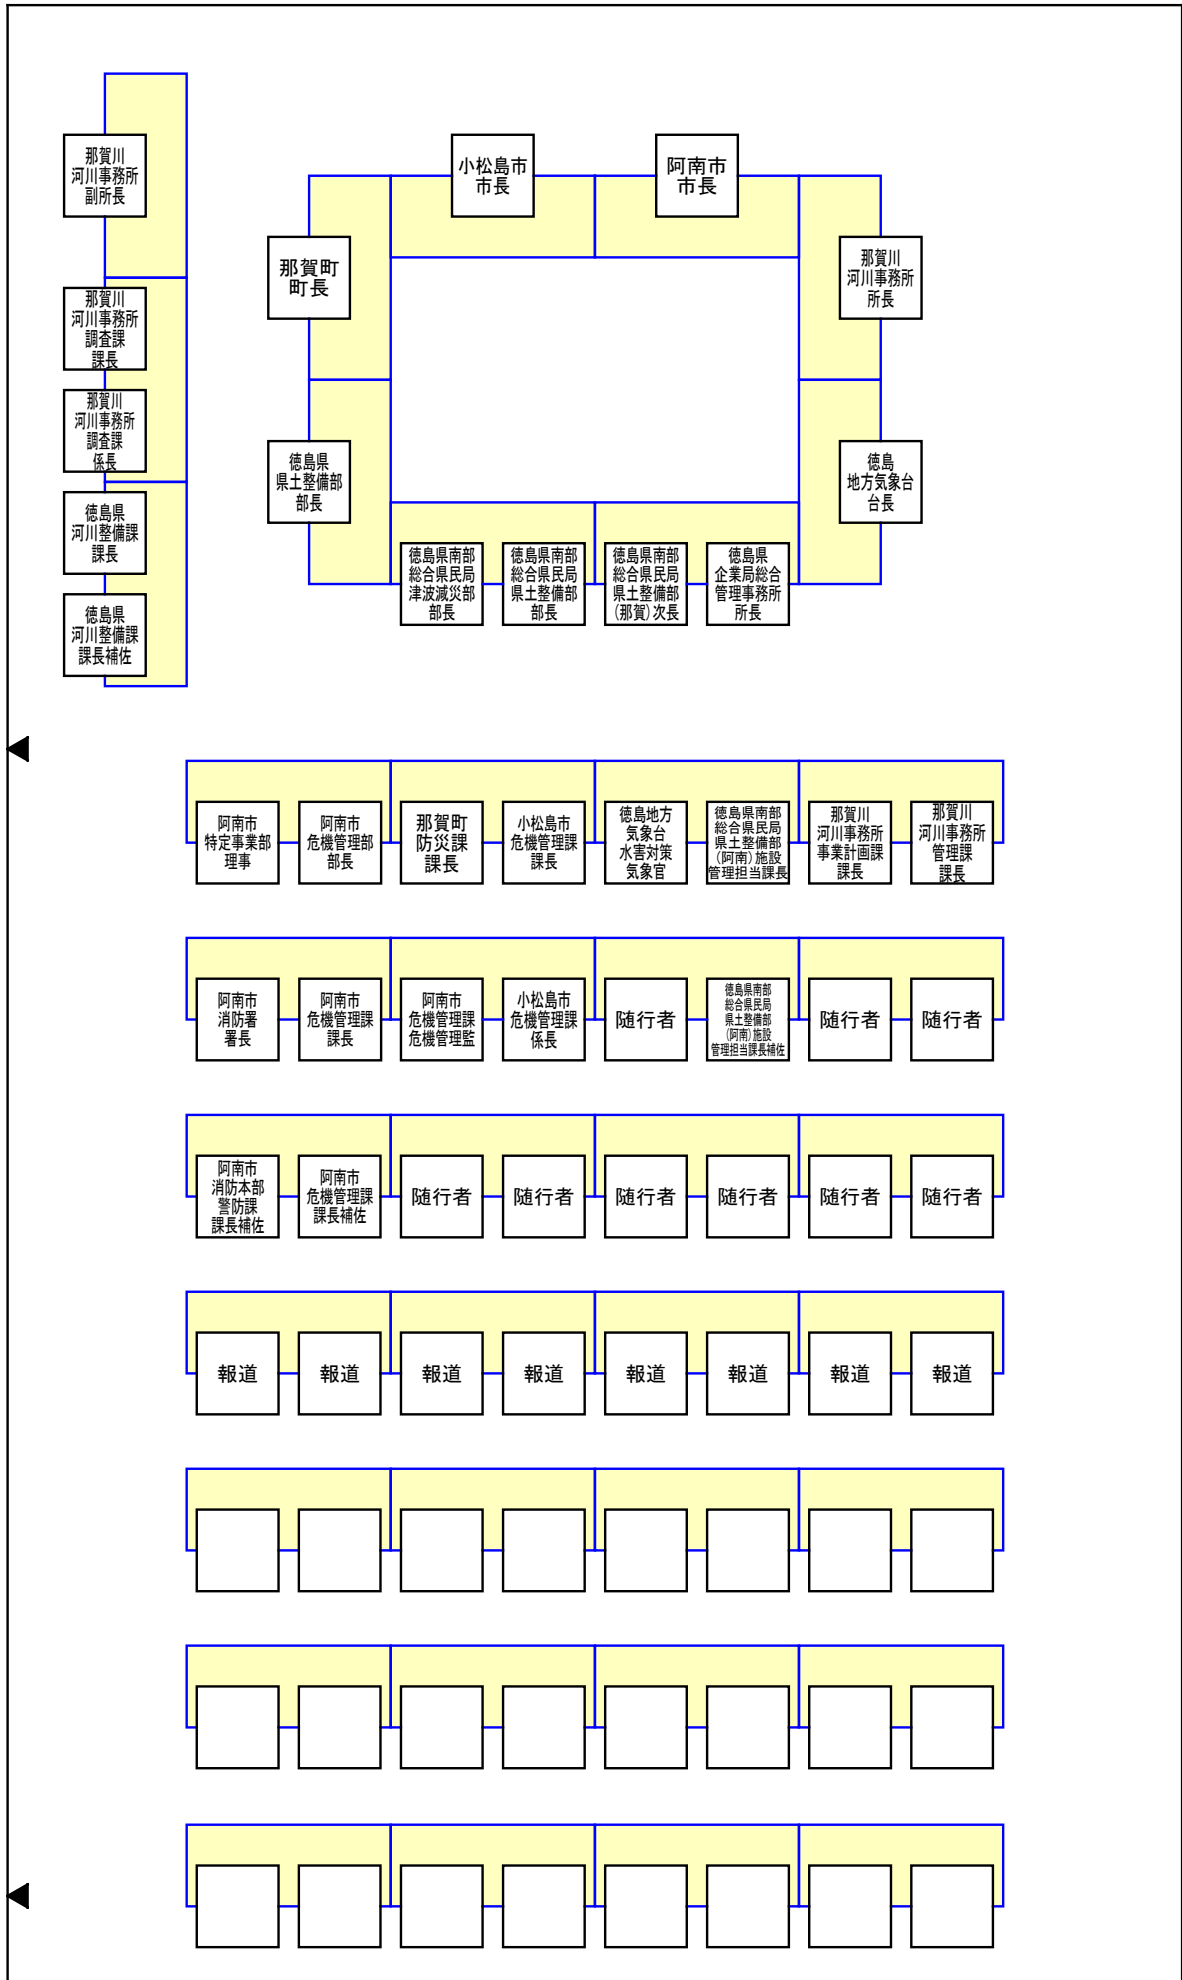 那賀川
河川事務所
副所長
那賀川
河川事務所
調査課
課長
那賀川
河川事務所
調査課
係長
徳島県
河川整備課
課長
徳島県
河川整備課
課長補佐
小松島市
市長
阿南市
市長
那賀町
町長
那賀川
河川事務所
所長
徳島県
県土整備部
部長
徳島
地方気象台
台長
徳島県南部
総合県民局
津波減災部
部長
徳島県南部
総合県民局
県土整備部
部長
徳島県南部
総合県民局
県土整備部
(那賀)次長
徳島県
企業局総合
管理事務所
所長
阿南市
特定事業部
理事
阿南市
危機管理部
部長
那賀町
防災課
課長
小松島市
危機管理課
課長
徳島地方
気象台
水害対策
気象官
徳島県南部
総合県民局
県土整備部
(阿南)施設
管理担当課長
那賀川
河川事務所
事業計画課
課長
那賀川
河川事務所
管理課
課長
阿南市
消防署
署長
阿南市
危機管理課
課長
阿南市
危機管理課
危機管理監
小松島市
危機管理課
係長
随行者
徳島県南部
総合県民局
県土整備部
(阿南)施設
管理担当課長補佐
随行者
随行者
阿南市
消防本部
警防課
課長補佐
阿南市
危機管理課
課長補佐
随行者
随行者
随行者
随行者
随行者
随行者
報道
報道
報道
報道
報道
報道
報道
報道